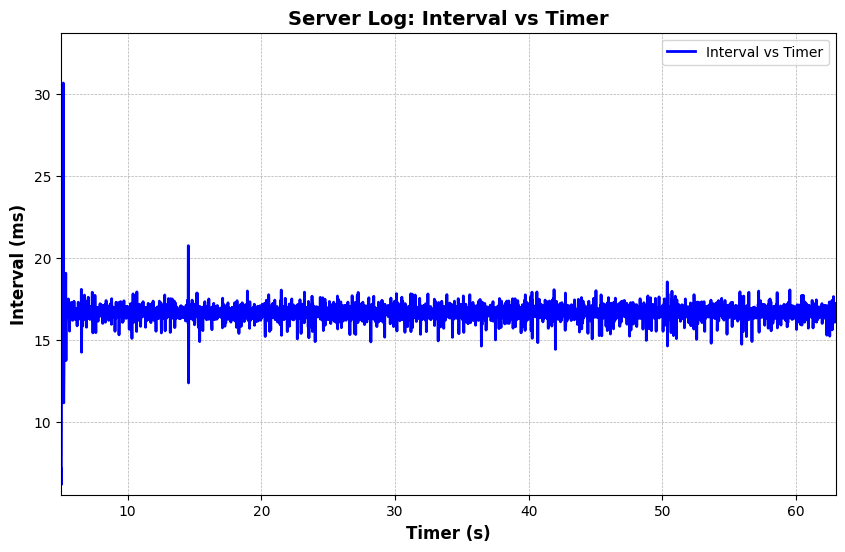 Server Log: Interval vs Timer
Interval vs Timer
30
25
20
15
10
Interval (ms)
10 20 30 40 50 60
Timer (s)